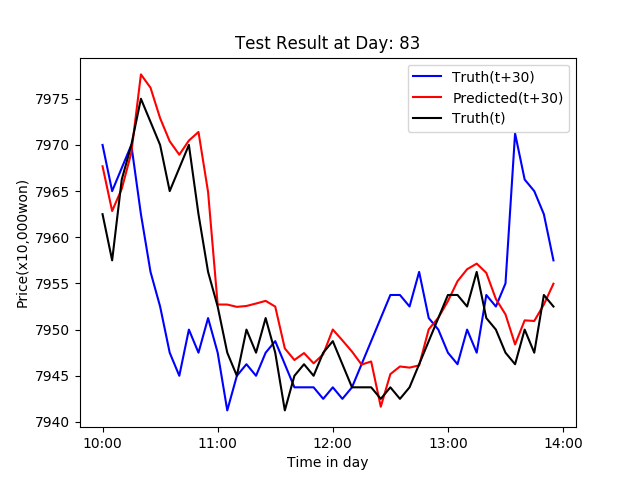 Test Result at Day: 83
Truth(t+30)
Predicted(t+30)
Truth(t)
Price(x10,000won)
7975
7970
7965
7960
7955
7950
7945
7940
10:00 11:00 12:00 13:00 14:00
Time in day